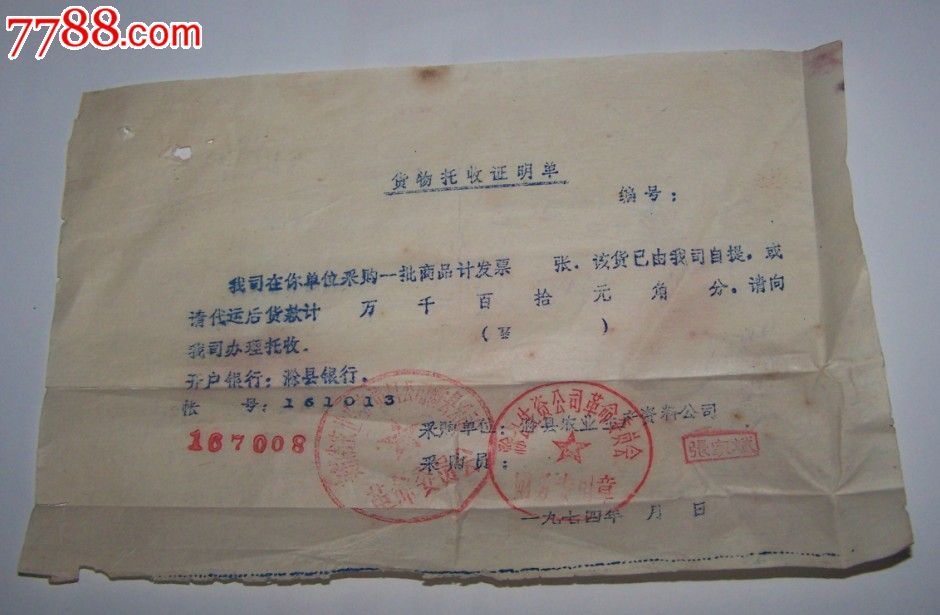 7788.com
货物托收证明单
编号：
我司在你单位采购一批商品计发票 张．该货已由我司自提．或
请代运后货款计 万 千 百 拾 元 角 分．请向
我司办理托收． （¥ ）
开户银行：滁县银行．
帐 号：161013
167008
采购单位：滁县农业生产资料公司
采购员：
一九七四年 月 日